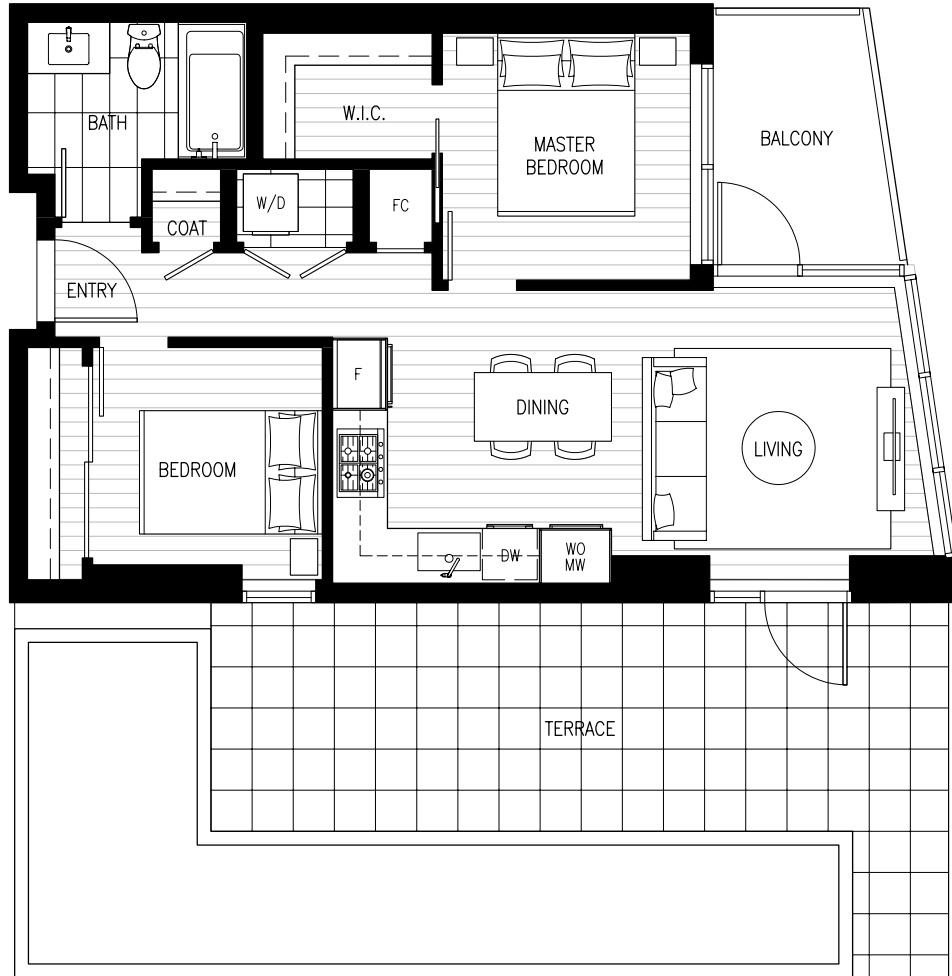 BATH
W.I.C.
MASTER
BEDROOM
BALCONY
W/D
FC
COAT
ENTRY
F
DINING
LIVING
BEDROOM
DW
WO
MW
TERRACE